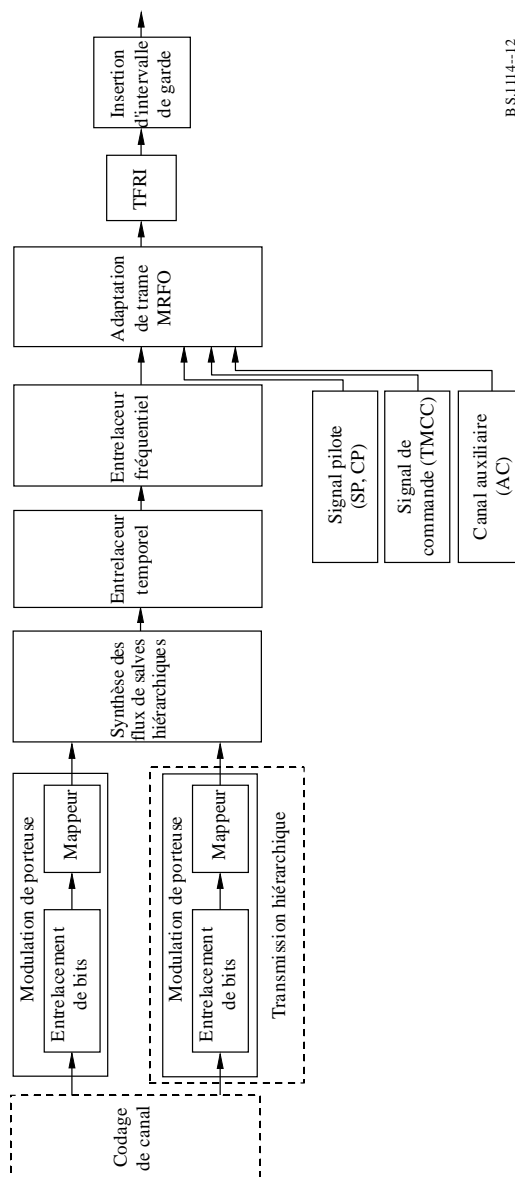 Codage
de canal
Modulation de porteuse
Entrelacement
de bits
Mappeur
Modulation de porteuse
Entrelacement
de bits
Mappeur
Transmission hiérarchique
Synthèse des
flux de salves
hiérarchiques
Entrelaceur
temporel
Entrelaceur
fréquentiel
Adaptation
de trame
MRFO
TFRI
Insertion
d'intervalle
de garde
Signal pilote
(SP, CP)
Signal de
commande (TMCC)
Canal auxiliaire
(AC)
BS.1114--12